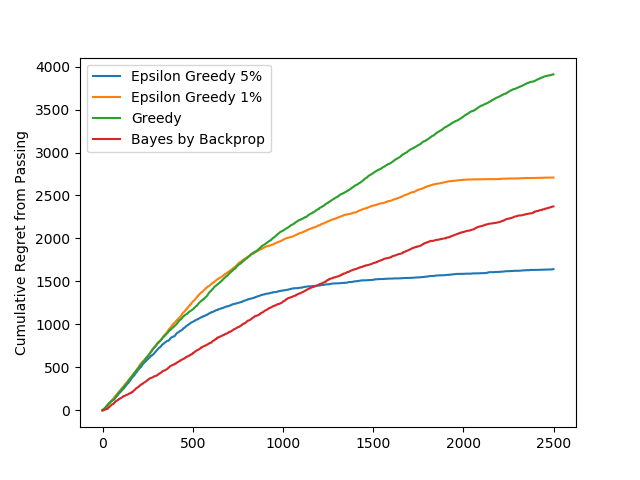 4000
3500
3000
2500
2000
1500
1000
500
0
Cumulative Regret from Passing
Epsilon Greedy 5%
Epsilon Greedy 1%
Greedy
Bayes by Backprop
0 500 1000 1500 2000 2500